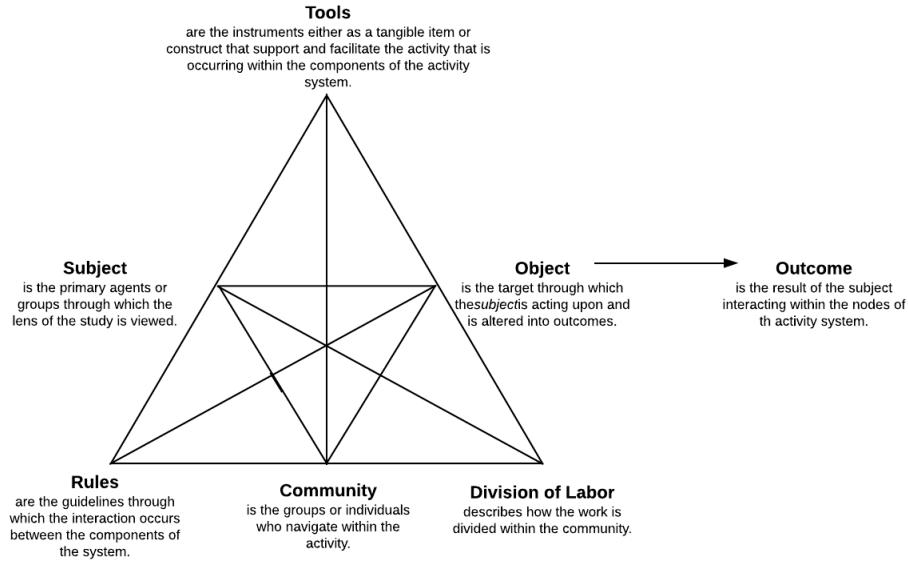 Tools
are the instruments either as a tangible item or
construct that support and facilitate the activity that is
occurring within the components of the activity
system.
Subject
is the primary agents or
groups through which the
lens of the study is viewed.
Object
is the target through which
thesubjectis acting upon and
is altered into outcomes.
Outcome
is the result of the subject
interacting within the nodes of
th activity system.
Rules
are the guidelines through
which the interaction occurs
between the components of
the system.
Community
is the groups or individuals
who navigate within the
activity.
Division of Labor
describes how the work is
divided within the community.